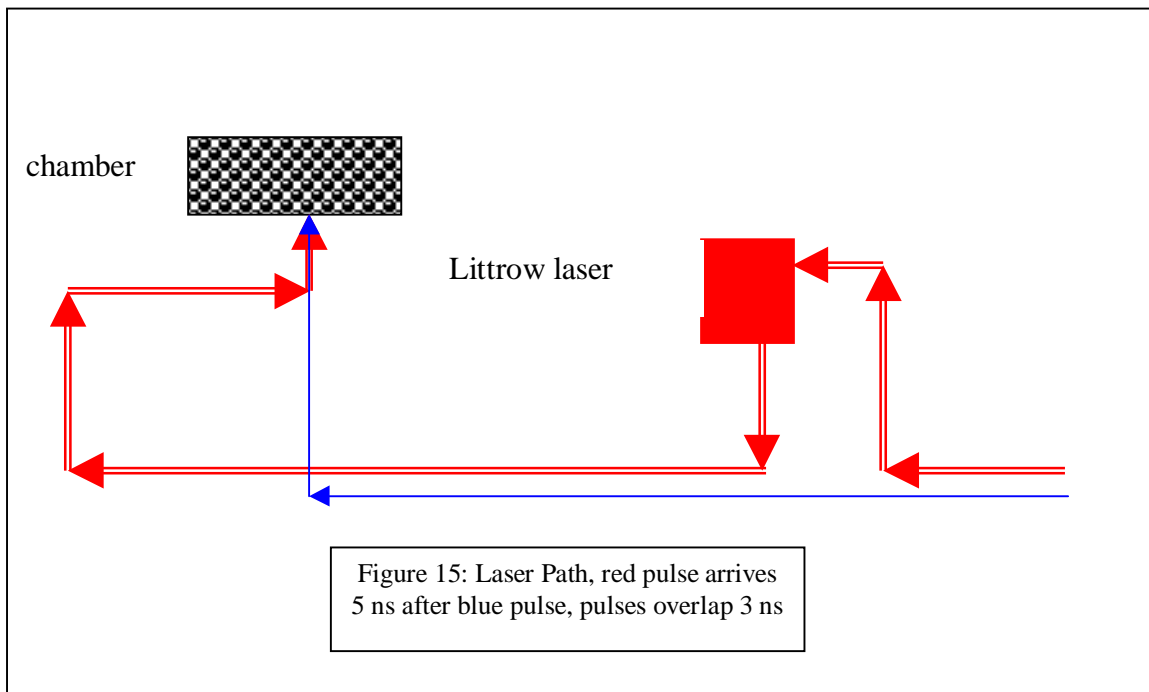 chamber
Littrow laser
Figure 15: Laser Path, red pulse arrives
5 ns after blue pulse, pulses overlap 3 ns